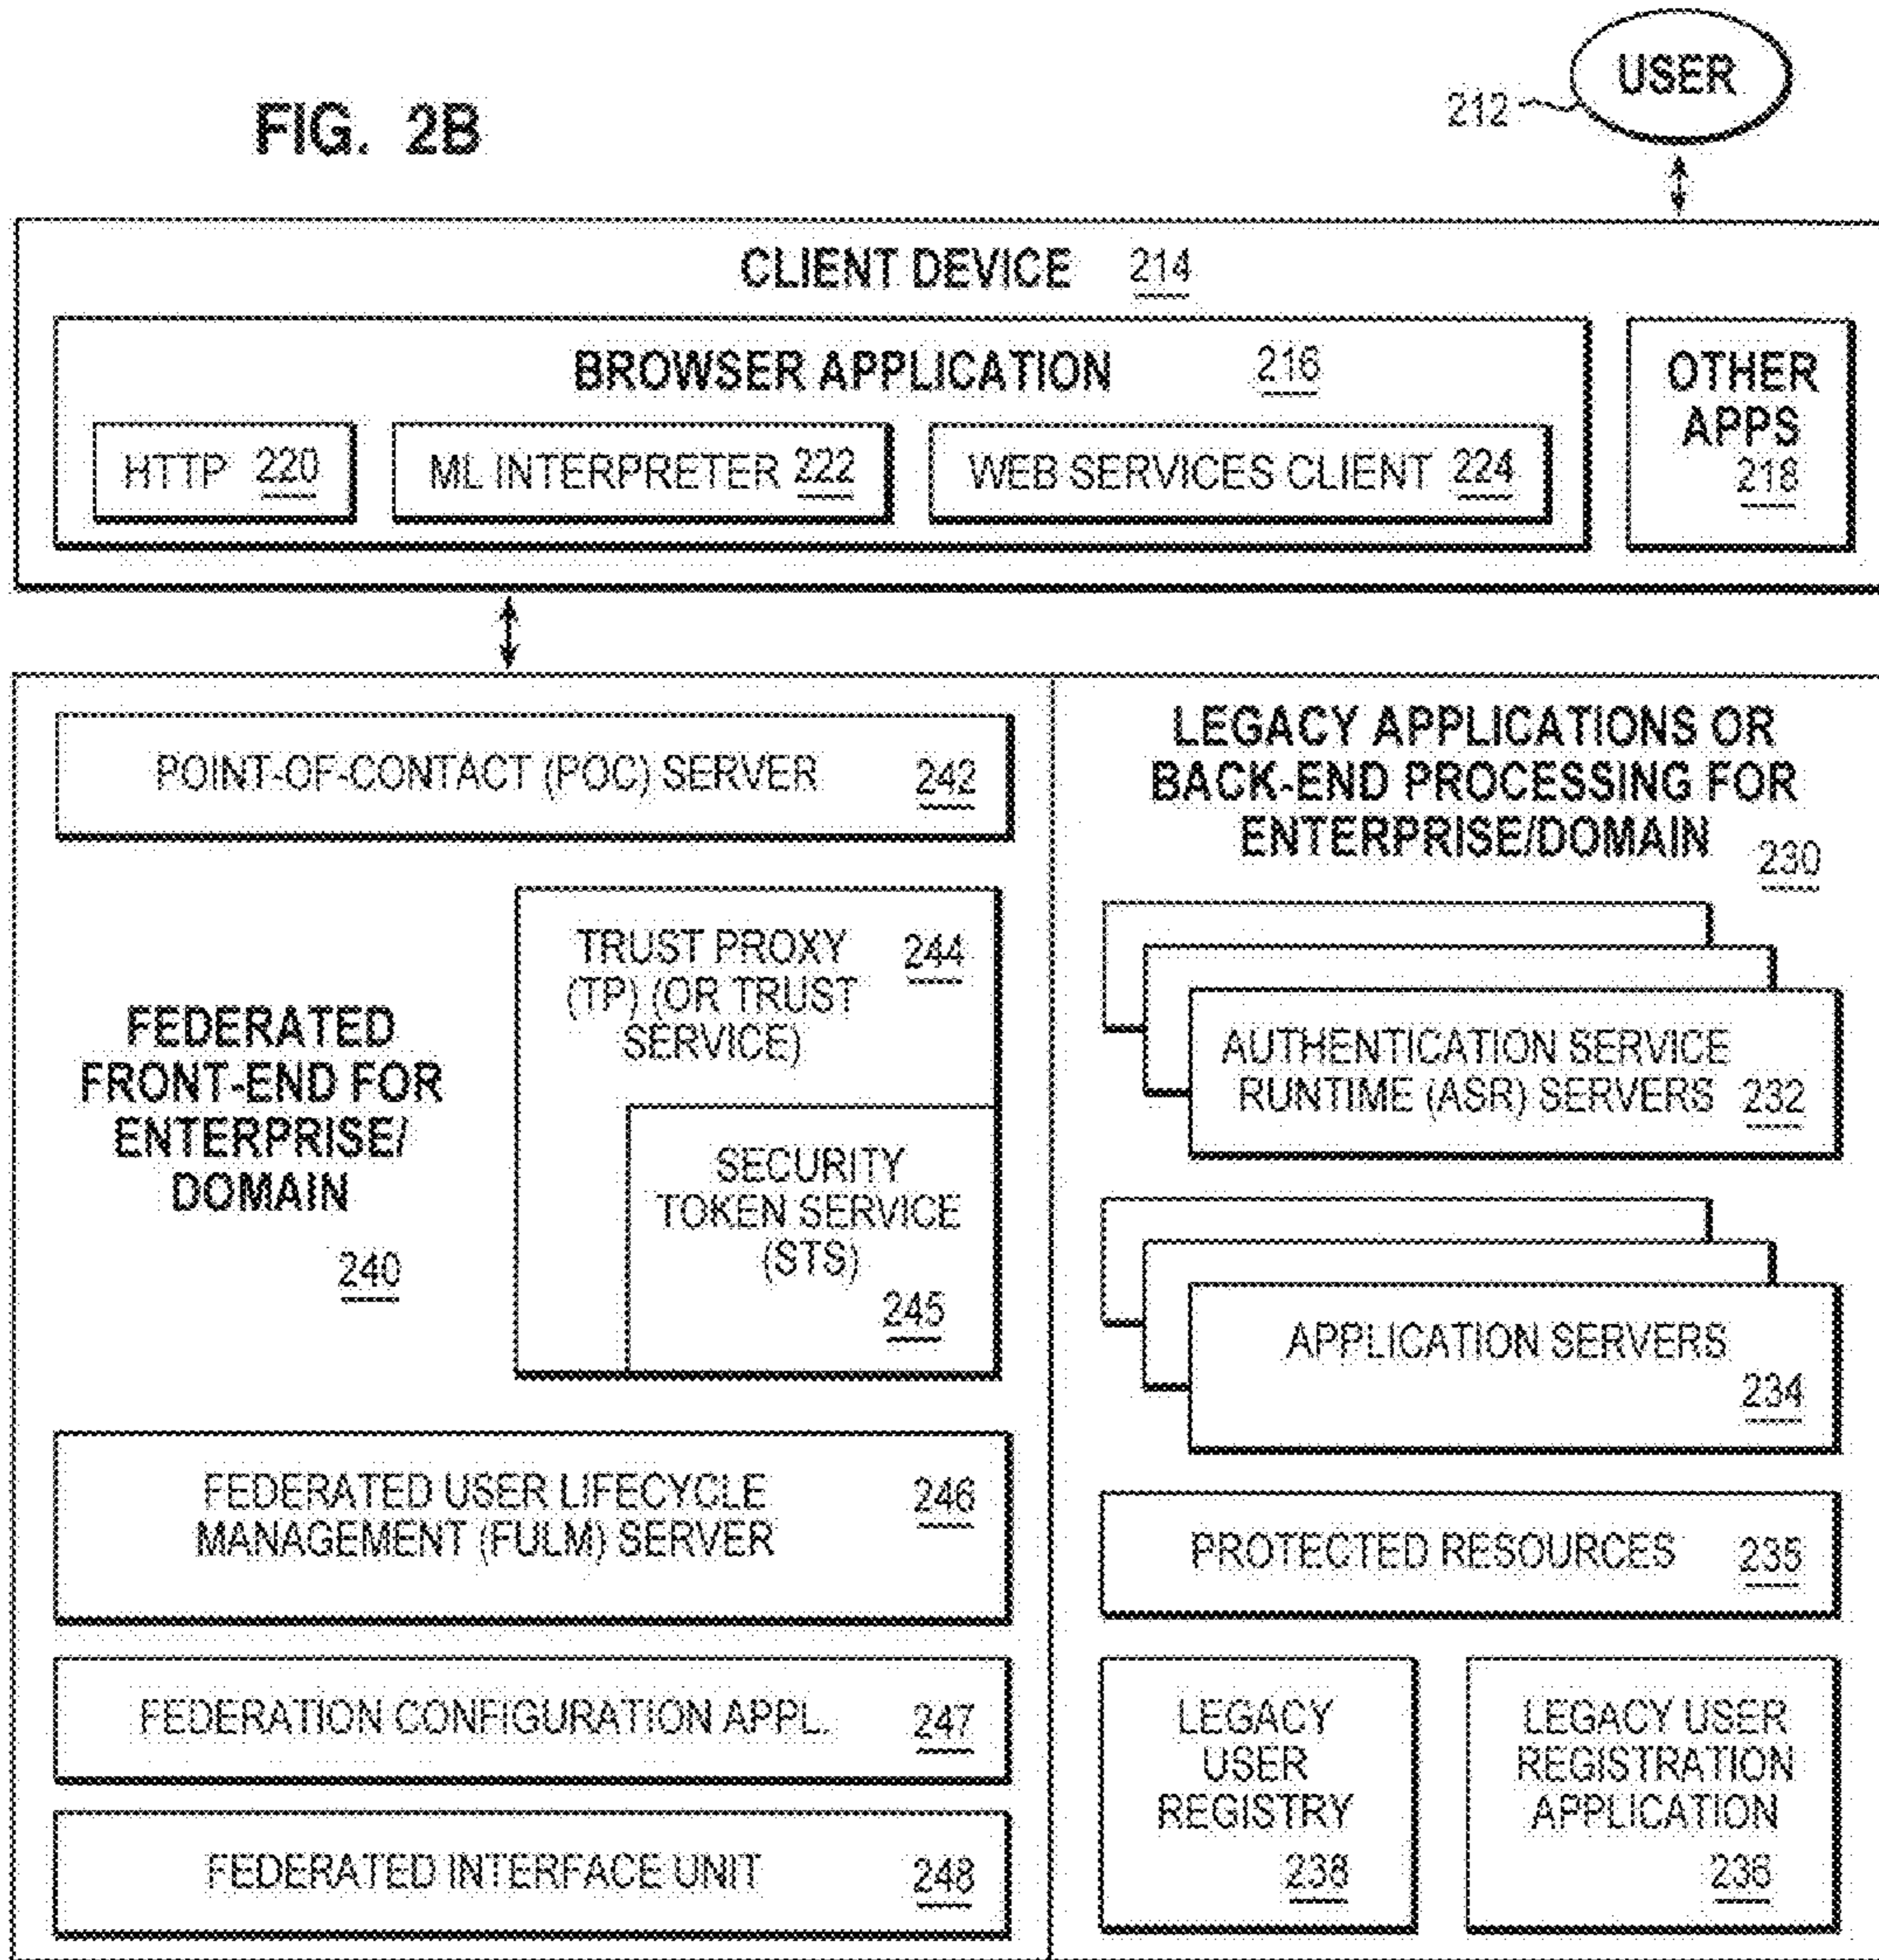 FIG. 2B
USER
212
CLIENT DEVICE 214
BROWSER APPLICATION 216
HTTP 220
ML INTERPRETER 222
WEB SERVICES CLIENT 224
OTHER
APPS
218
POINT-OF-CONTACT (POC) SERVER 242
FEDERATED
FRONT-END FOR
ENTERPRISE/
DOMAIN
240
TRUST PROXY 244
(TP) (OR TRUST
SERVICE)
SECURITY
TOKEN SERVICE
(STS)
245
FEDERATED USER LIFECYCLE 246
MANAGEMENT (FULM) SERVER
FEDERATION CONFIGURATION APPL. 247
FEDERATED INTERFACE UNIT 248
LEGACY APPLICATIONS OR
BACK-END PROCESSING FOR
ENTERPRISE/DOMAIN 230
AUTHENTICATION SERVICE
RUNTIME (ASR) SERVERS 232
APPLICATION SERVERS
234
PROTECTED RESOURCES 235
LEGACY
USER
REGISTRY
238
LEGACY USER
REGISTRATION
APPLICATION
236